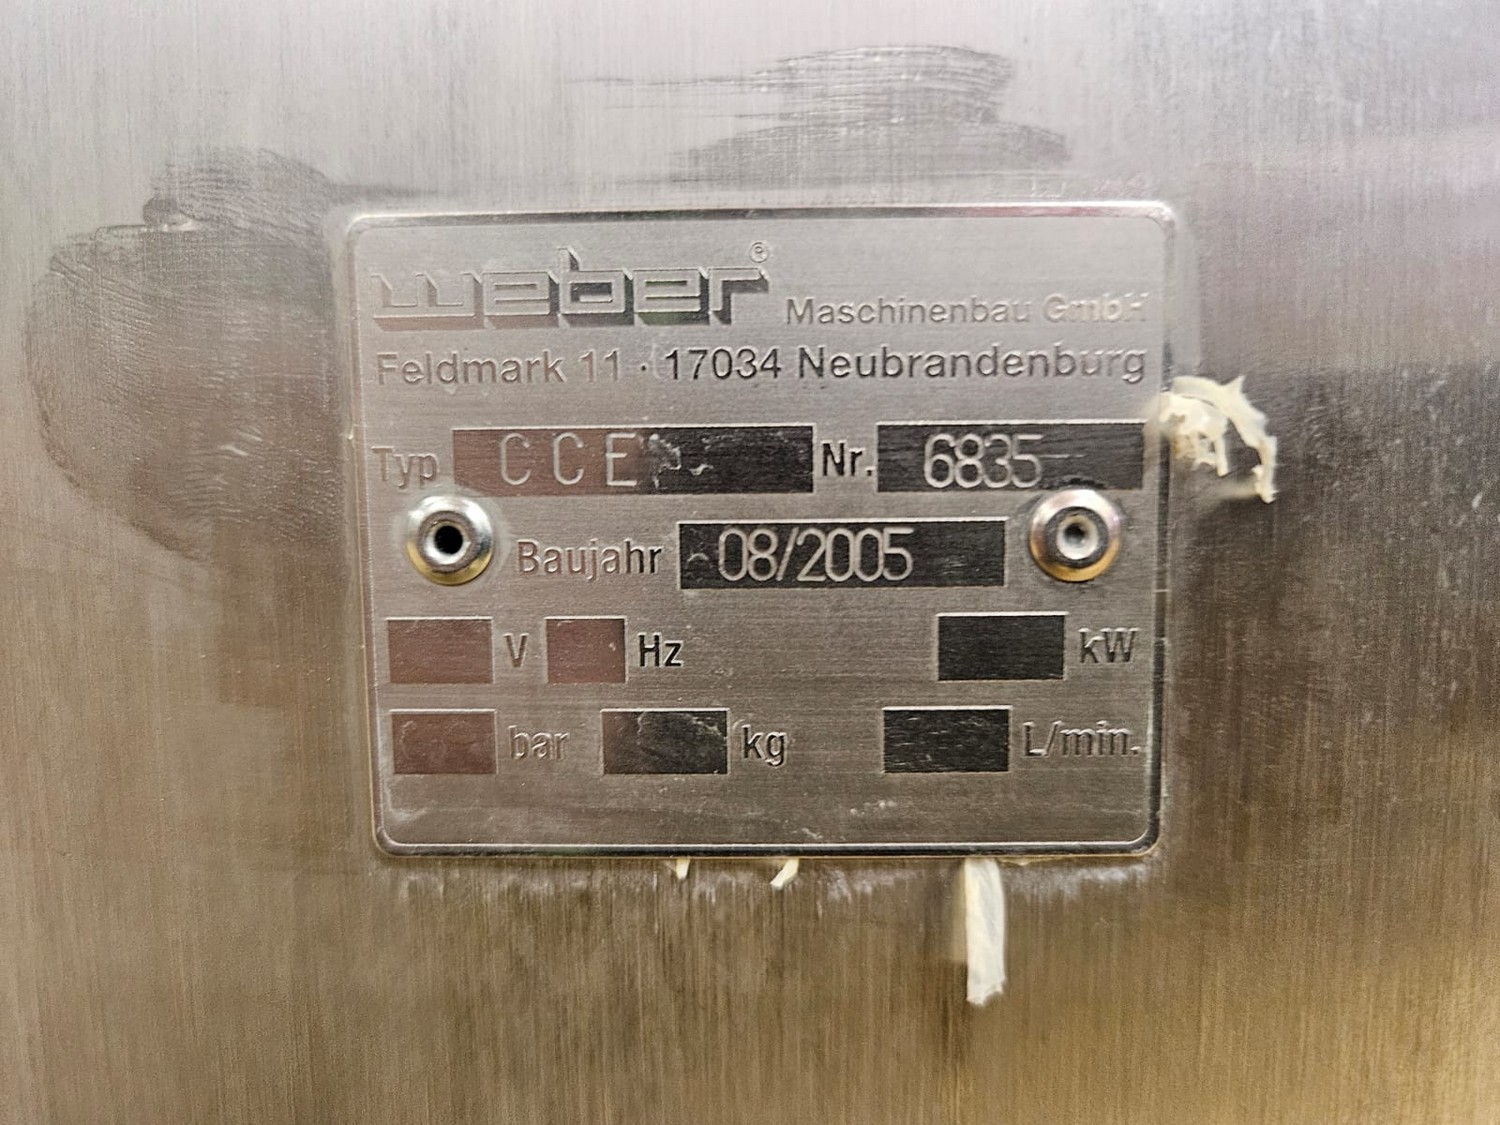 weber® Maschinenbau GmbH
Feldmark 11 · 17034 Neubrandenburg
Typ CCE Nr. 6835
Baujahr 08/2005
V Hz kW
bar kg L/min.